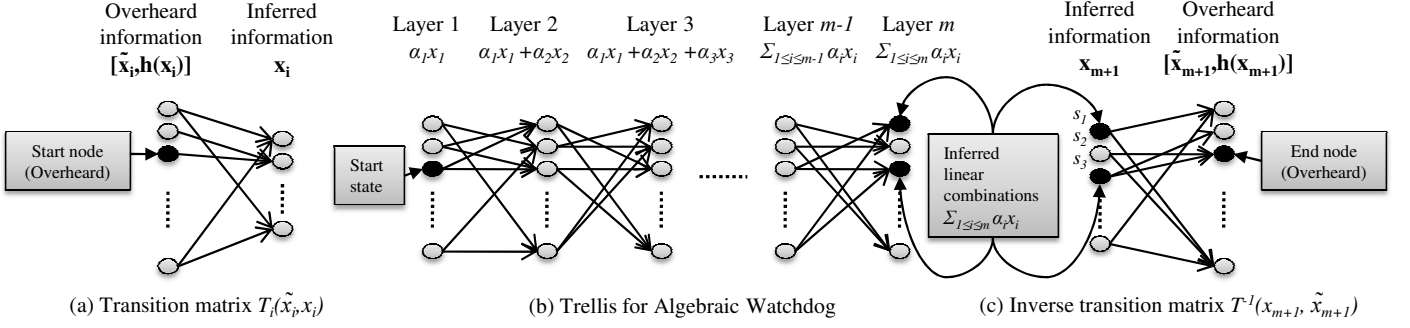 Overheard
information
[x̃ᵢ,h(xᵢ)]
Inferred
information
xᵢ
Start node
(Overheard)
(a) Transition matrix Tᵢ(x̃ᵢ,xᵢ)
Layer 1
α₁x₁
Layer 2
α₁x₁ +α₂x₂
Layer 3
α₁x₁ +α₂x₂ +α₃x₃
Layer m-1
Σ₁≤ᵢ≤ₘ₋₁ αᵢxᵢ
Layer m
Σ₁≤ᵢ≤ₘ αᵢxᵢ
Start
state
Inferred
linear
combinations
Σ₁≤ᵢ≤ₘ αᵢxᵢ
(b) Trellis for Algebraic Watchdog
Inferred
information
xₘ₊₁
Overheard
information
[x̃ₘ₊₁,h(xₘ₊₁)]
s₁
s₂
s₃
End node
(Overheard)
(c) Inverse transition matrix T⁻¹(xₘ₊₁, x̃ₘ₊₁)